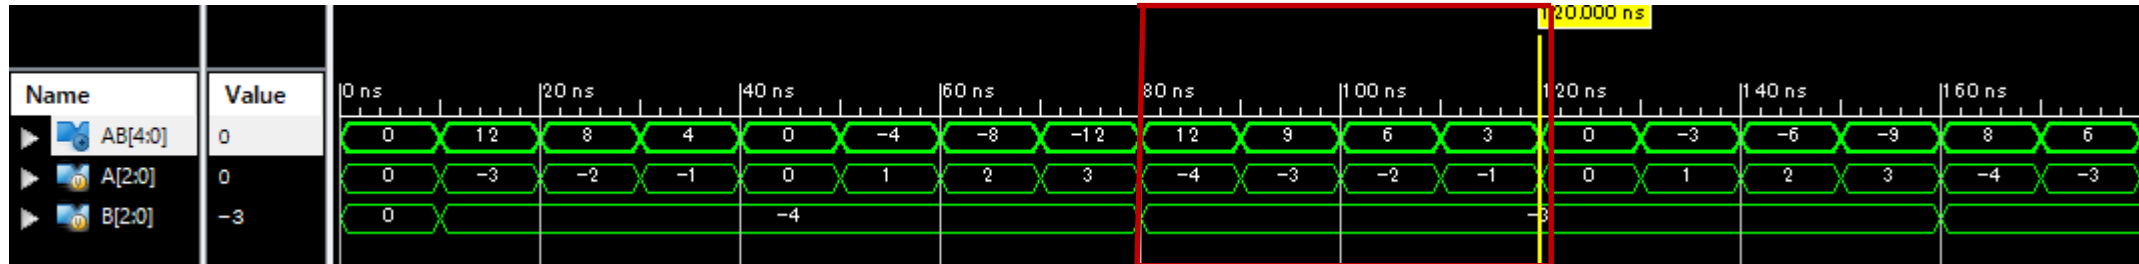 120.000 ns
Name Value 0 ns 20 ns 40 ns 60 ns 80 ns 100 ns 120 ns 140 ns 160 ns
AB[4:0] 0 0 12 8 4 0 -4 -8 -12 12 9 6 3 0 -3 -6 -9 8 6
A[2:0] 0 0 -3 -2 -1 0 1 2 3 -4 -3 -2 -1 0 1 2 3 -4 -3
B[2:0] -3 0 -4 -3